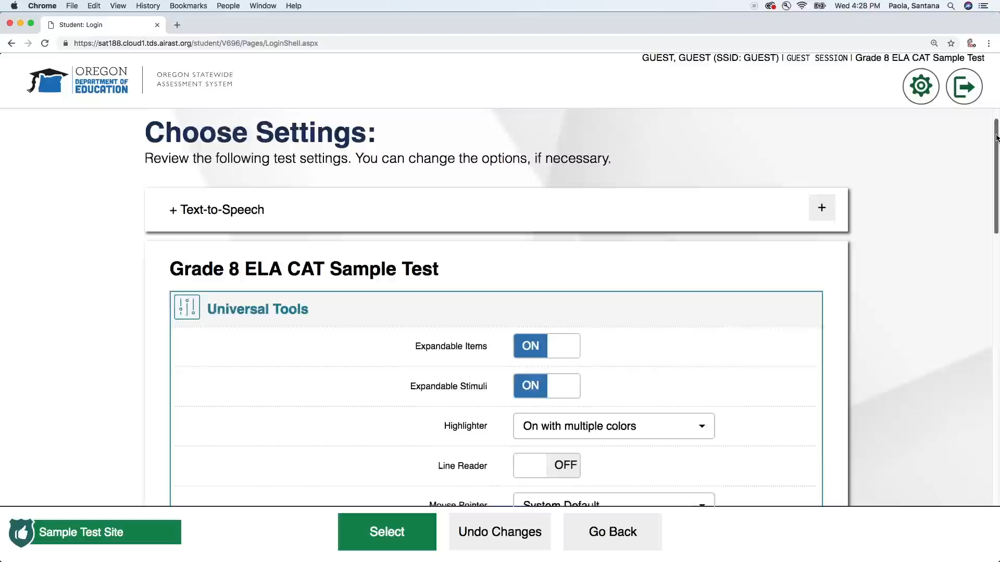 Chrome File Edit View History Bookmarks People Window Help Wed 4:28 PM Paola, Santana
Student: Login
https://sat188.cloud1.tds.airast.org/student/V696/Pages/LoginShell.aspx
GUEST, GUEST (SSID: GUEST) | GUEST SESSION | Grade 8 ELA CAT Sample Test
OREGON
DEPARTMENT OF
EDUCATION
OREGON STATEWIDE
ASSESSMENT SYSTEM
Choose Settings:
Review the following test settings. You can change the options, if necessary.
+ Text-to-Speech +
Grade 8 ELA CAT Sample Test
Universal Tools
Expandable Items ON
Expandable Stimuli ON
Highlighter On with multiple colors
Line Reader OFF
Mouse Pointer System Default
Sample Test Site Select Undo Changes Go Back